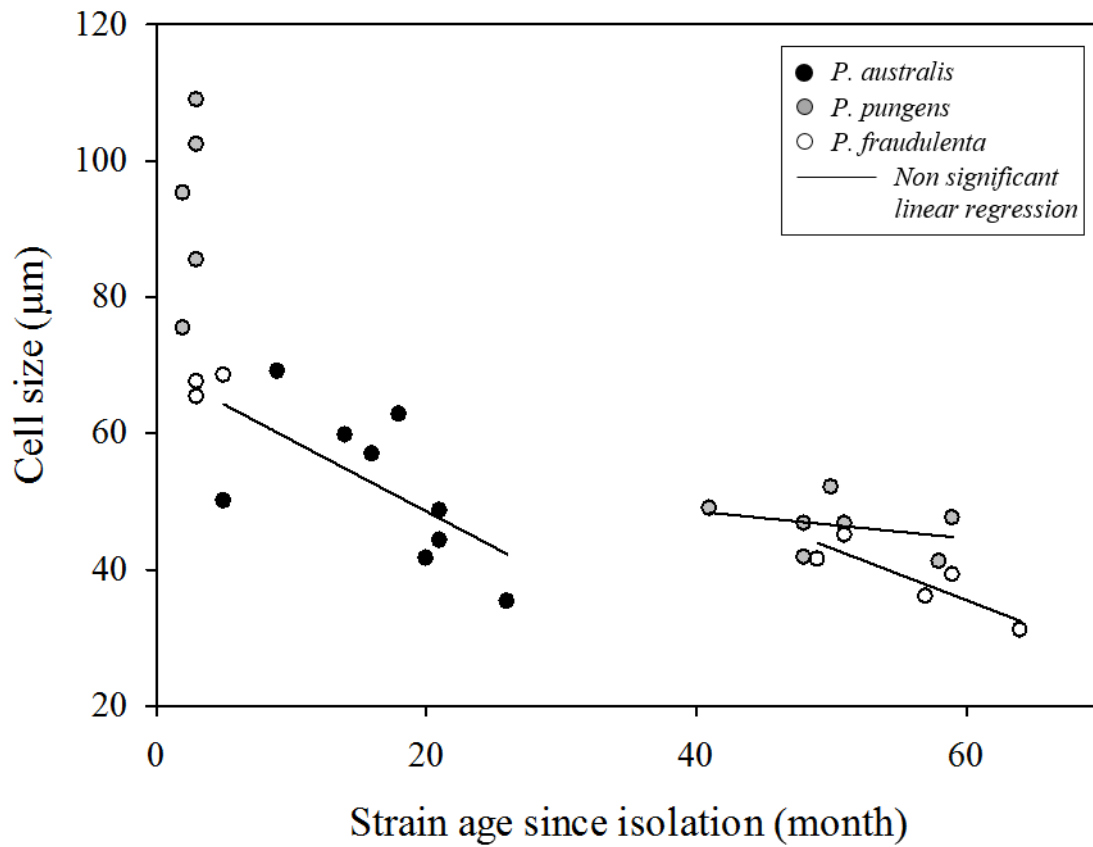 120
100
80
60
40
20
0
20
40
60
Cell size (µm)
Strain age since isolation (month)
P. australis
P. pungens
P. fraudulenta
Non significant
linear regression